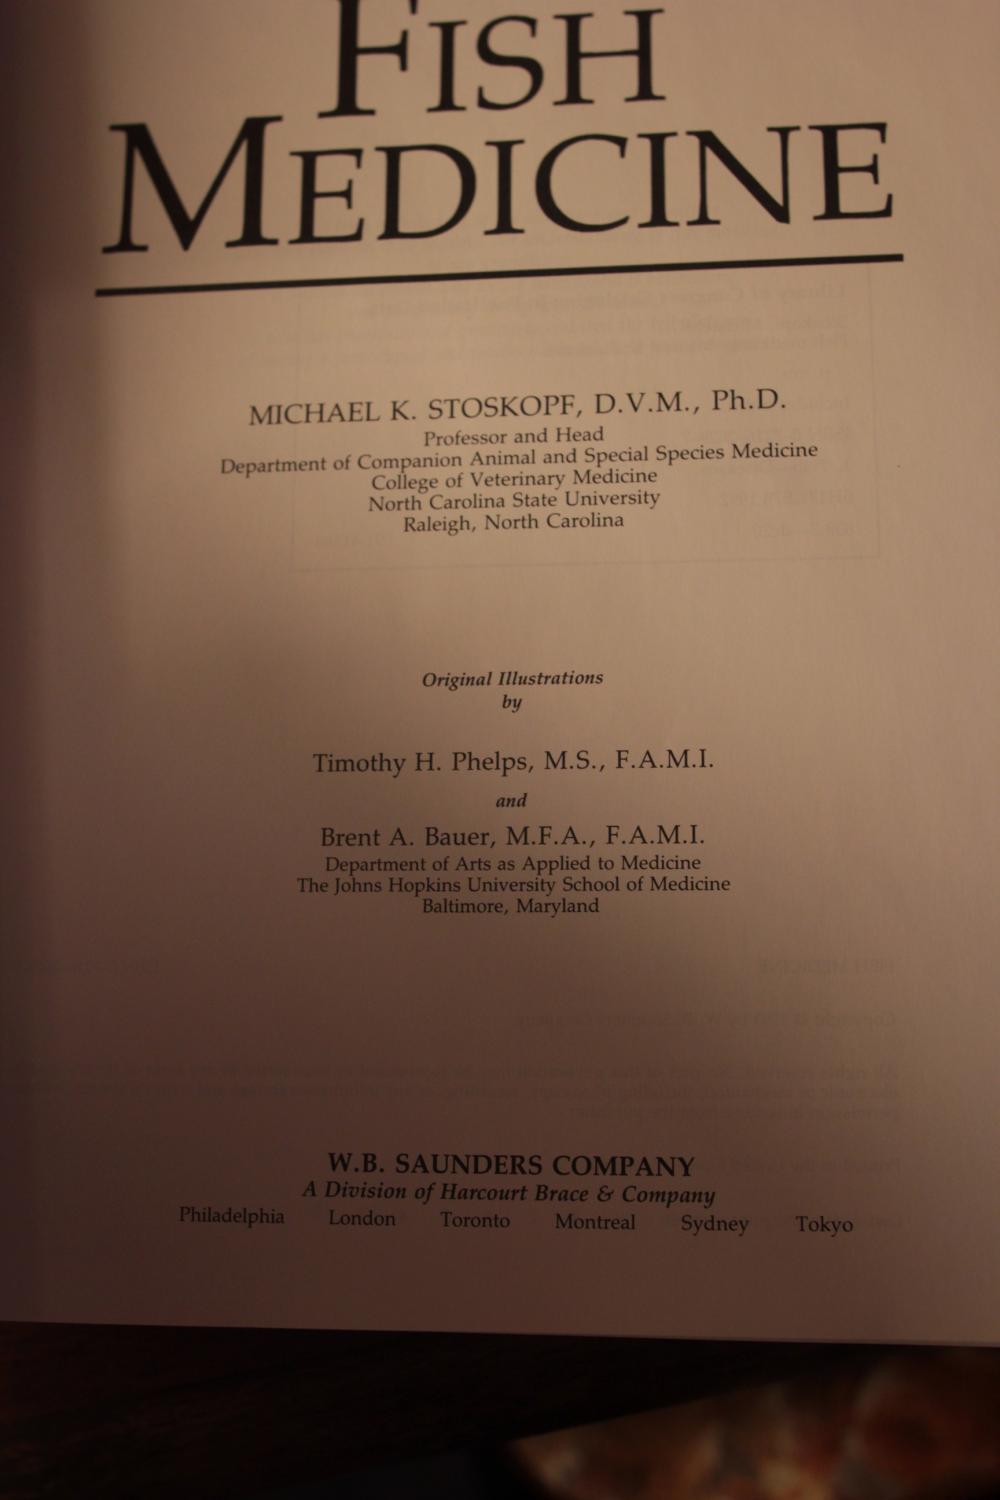 FISH
MEDICINE
MICHAEL K. STOSKOPF, D.V.M., Ph.D.
Professor and Head
Department of Companion Animal and Special Species Medicine
College of Veterinary Medicine
North Carolina State University
Raleigh, North Carolina
Original Illustrations
by
Timothy H. Phelps, M.S., F.A.M.I.
and
Brent A. Bauer, M.F.A., F.A.M.I.
Department of Arts as Applied to Medicine
The Johns Hopkins University School of Medicine
Baltimore, Maryland
W.B. SAUNDERS COMPANY
A Division of Harcourt Brace & Company
Philadelphia London Toronto Montreal Sydney Tokyo